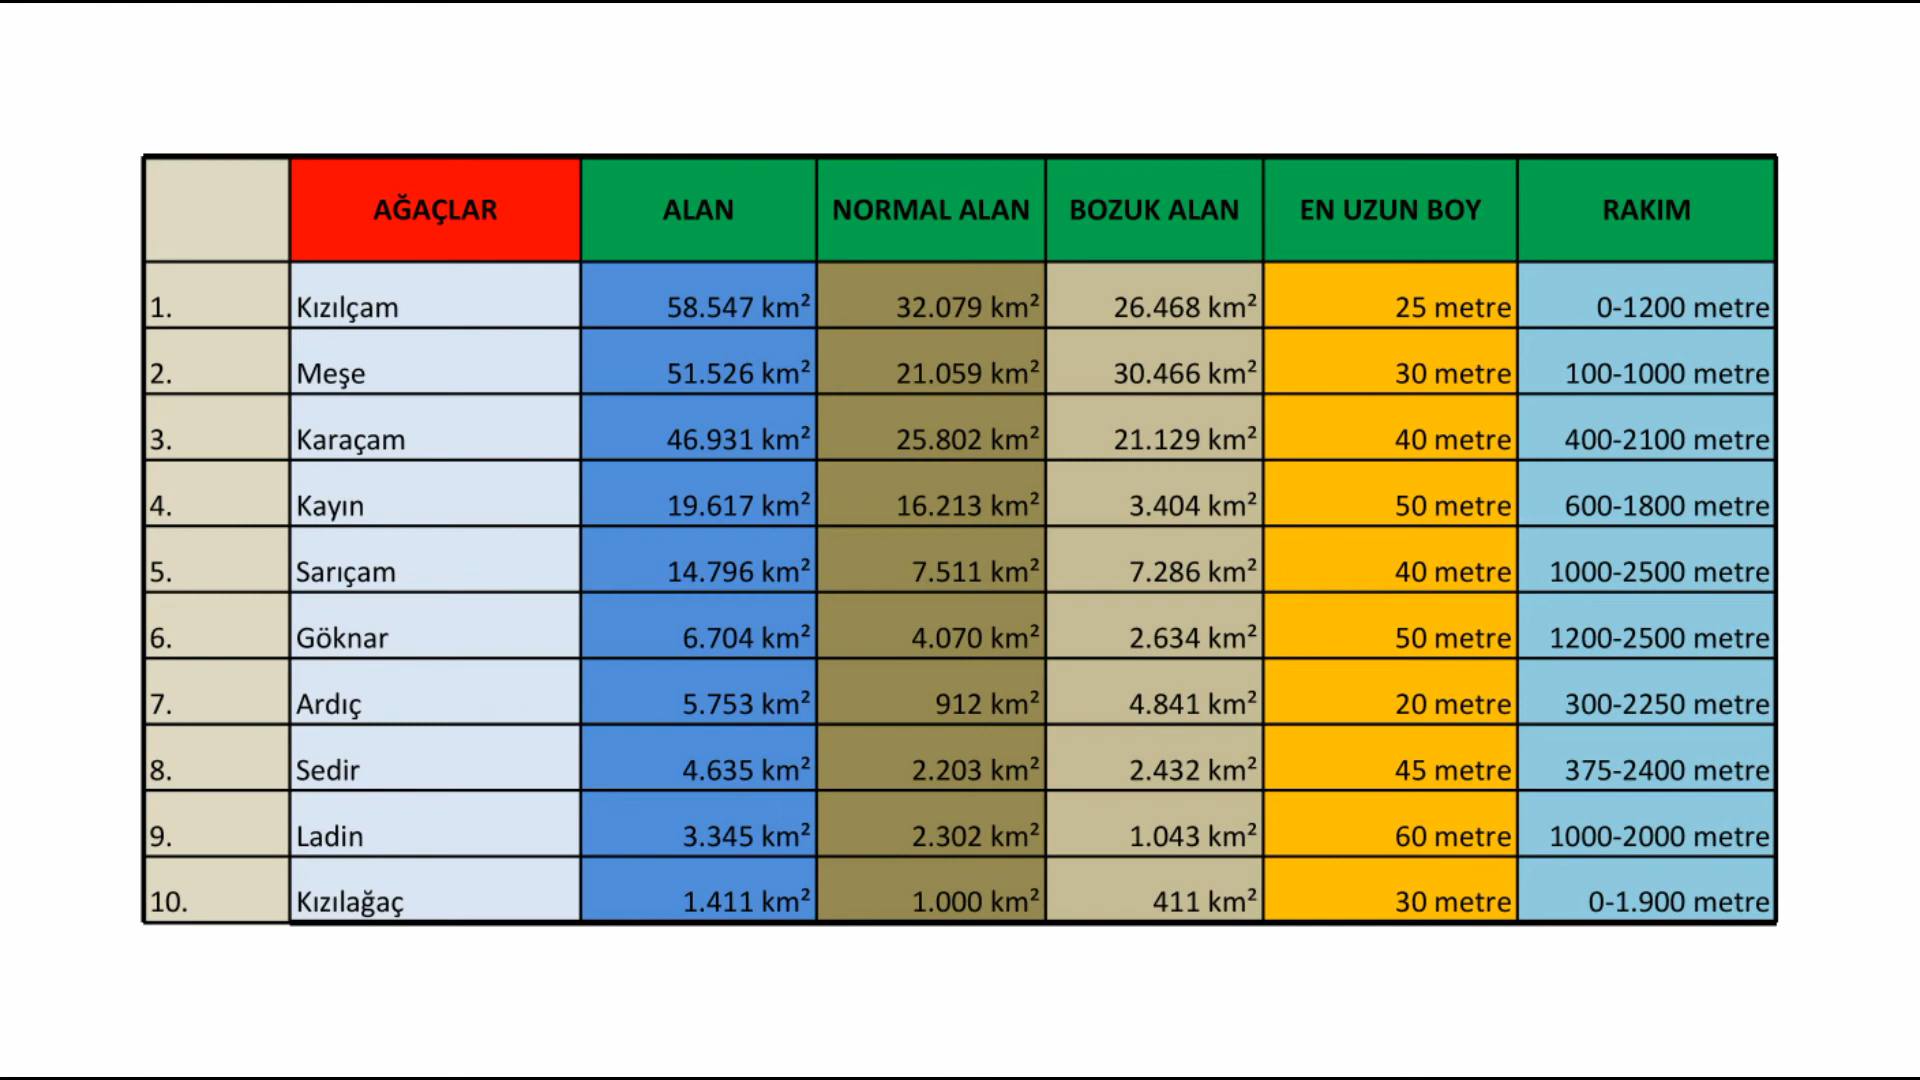 AĞAÇLAR ALAN NORMAL ALAN BOZUK ALAN EN UZUN BOY RAKIM
1. Kızılçam 58.547 km² 32.079 km² 26.468 km² 25 metre 0-1200 metre
2. Meşe 51.526 km² 21.059 km² 30.466 km² 30 metre 100-1000 metre
3. Karaçam 46.931 km² 25.802 km² 21.129 km² 40 metre 400-2100 metre
4. Kayın 19.617 km² 16.213 km² 3.404 km² 50 metre 600-1800 metre
5. Sarıçam 14.796 km² 7.511 km² 7.286 km² 40 metre 1000-2500 metre
6. Göknar 6.704 km² 4.070 km² 2.634 km² 50 metre 1200-2500 metre
7. Ardıç 5.753 km² 912 km² 4.841 km² 20 metre 300-2250 metre
8. Sedir 4.635 km² 2.203 km² 2.432 km² 45 metre 375-2400 metre
9. Ladin 3.345 km² 2.302 km² 1.043 km² 60 metre 1000-2000 metre
10. Kızılağaç 1.411 km² 1.000 km² 411 km² 30 metre 0-1.900 metre